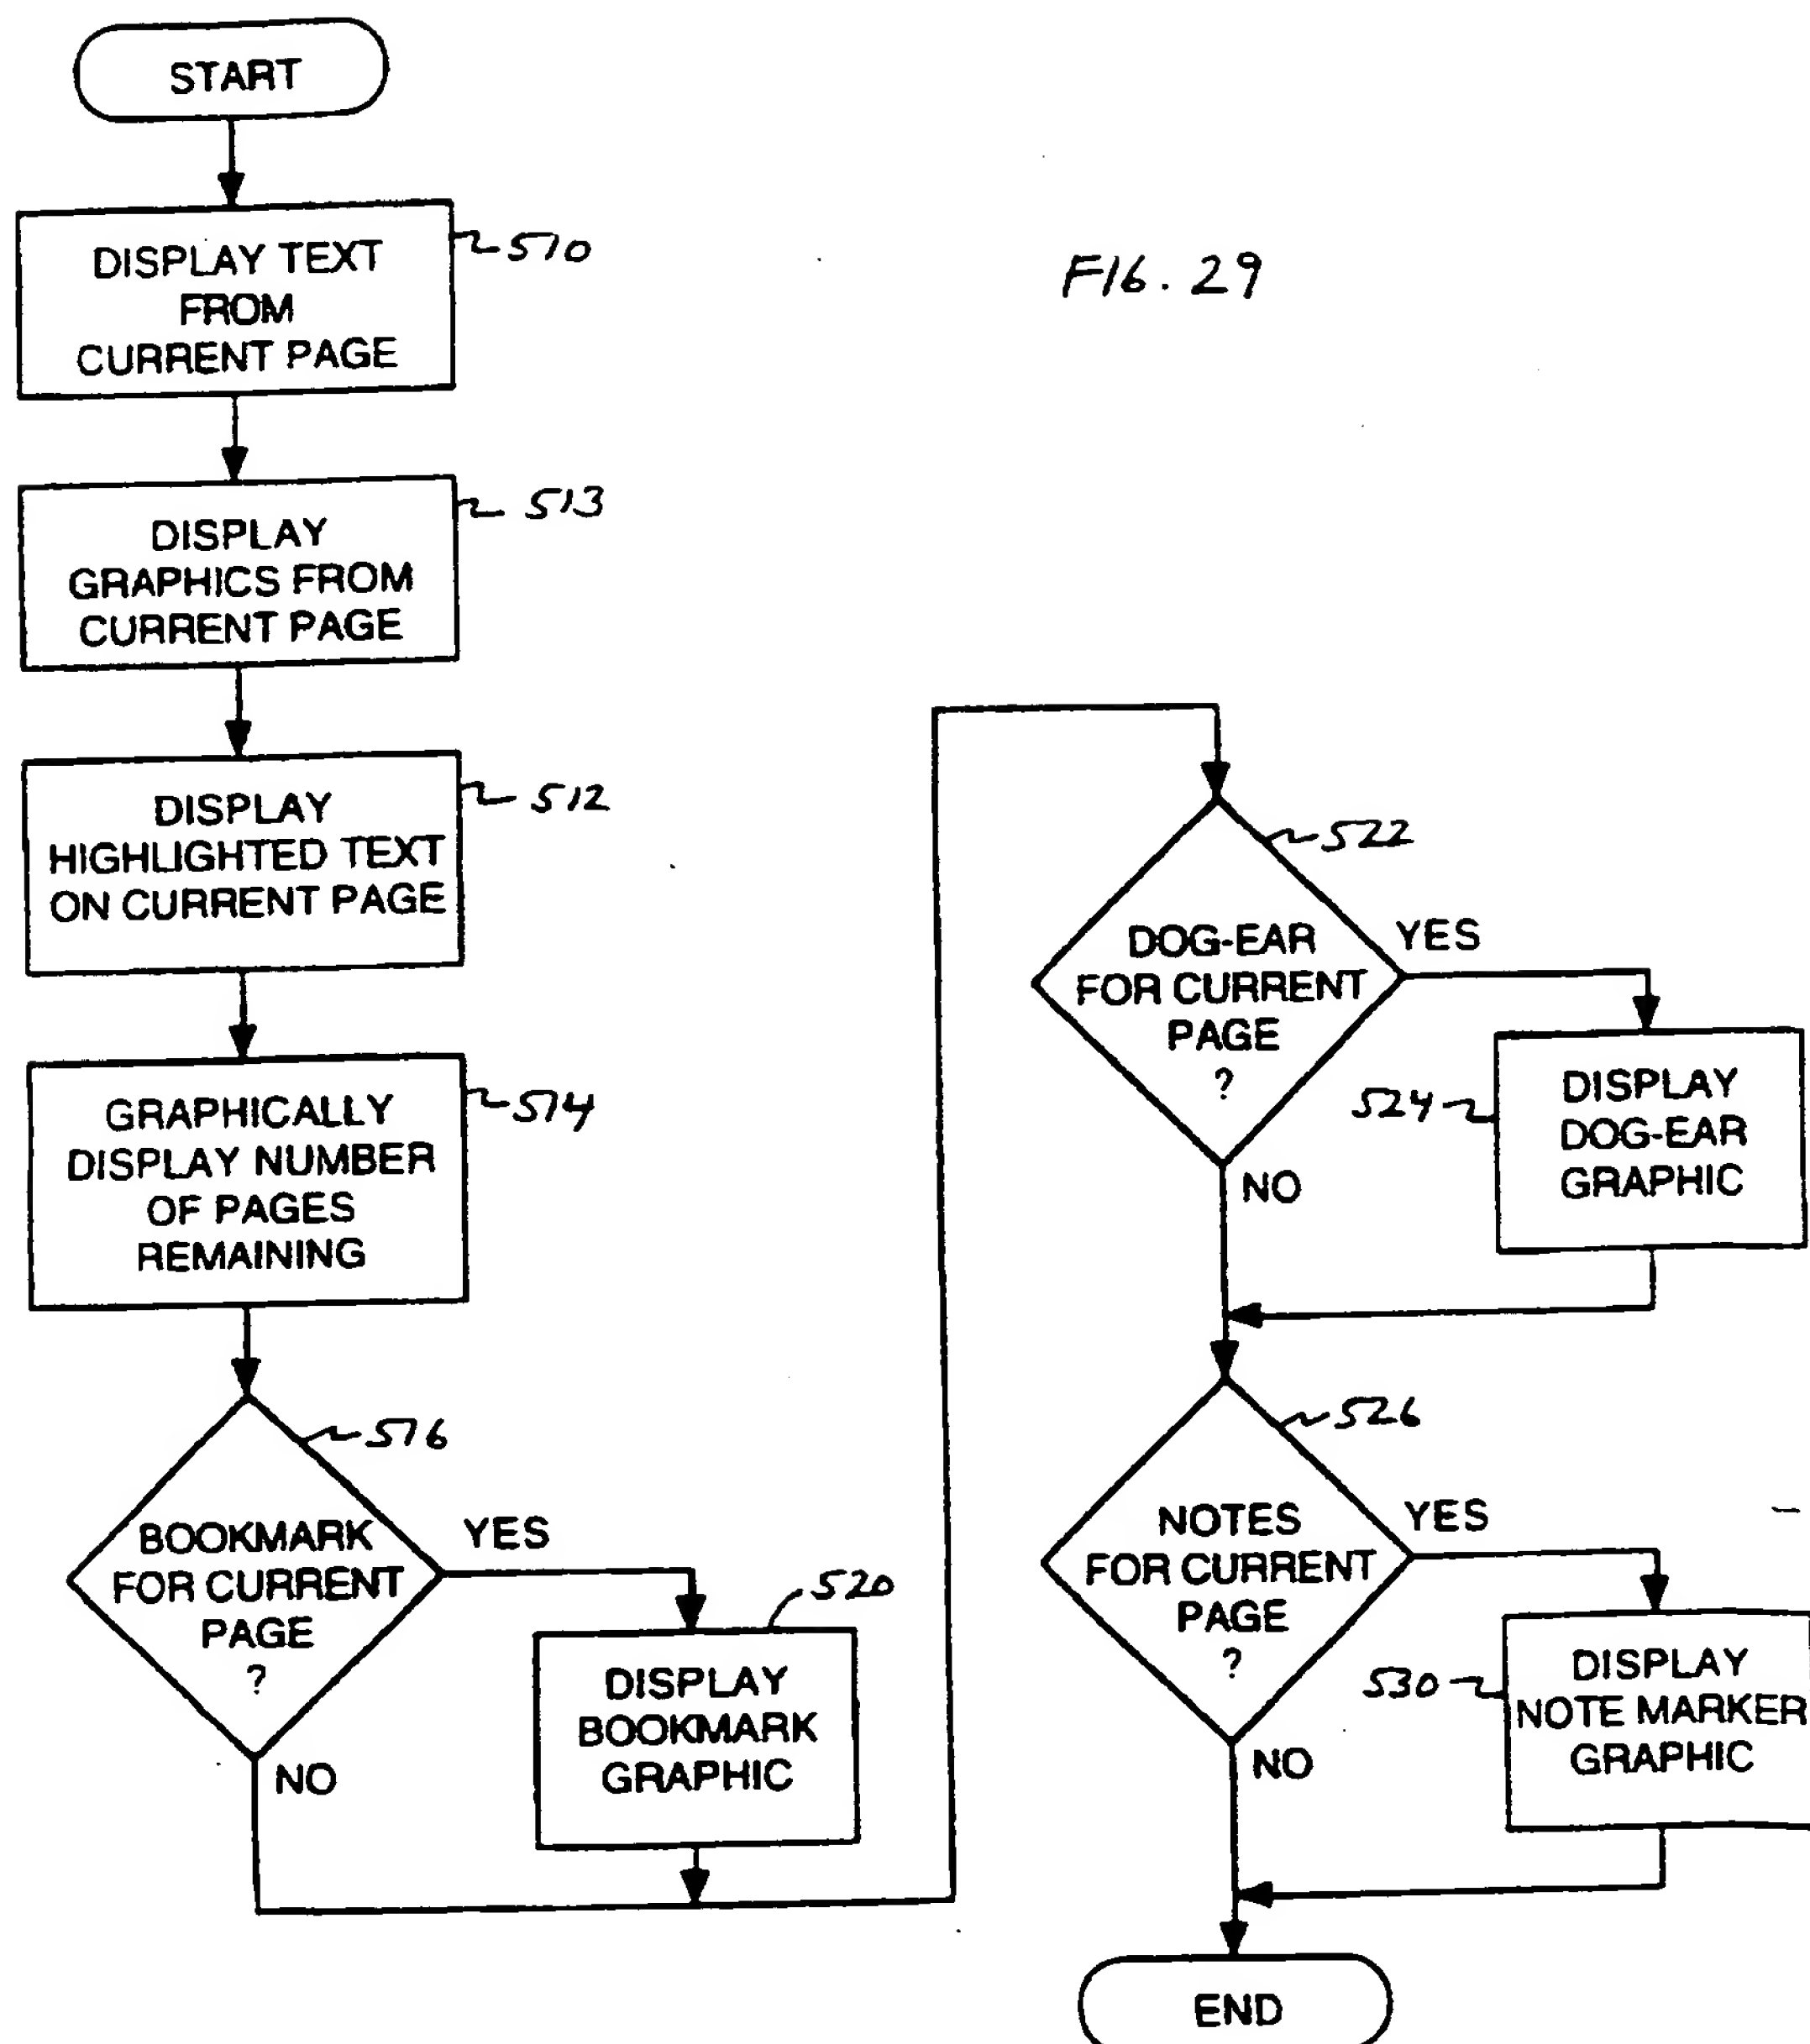 START
DISPLAY TEXT
FROM
CURRENT PAGE
510
FIG. 29
DISPLAY
GRAPHICS FROM
CURRENT PAGE
513
DISPLAY
HIGHLIGHTED TEXT
ON CURRENT PAGE
512
GRAPHICALLY
DISPLAY NUMBER
OF PAGES
REMAINING
514
BOOKMARK
FOR CURRENT
PAGE
?
516
YES
NO
520
DISPLAY
BOOKMARK
GRAPHIC
522
DOG-EAR
FOR CURRENT
PAGE
?
YES
NO
524
DISPLAY
DOG-EAR
GRAPHIC
526
NOTES
FOR CURRENT
PAGE
?
YES
NO
530
DISPLAY
NOTE MARKER
GRAPHIC
END